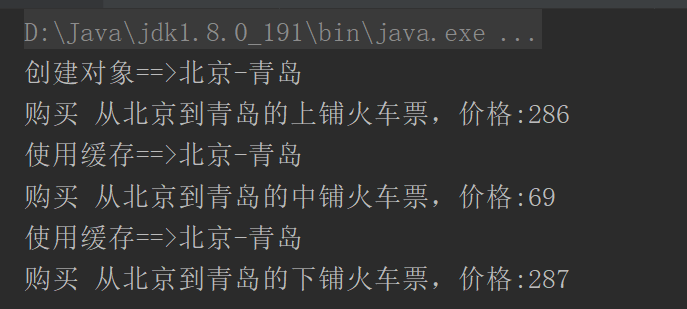 D:\Java\jdk1.8.0_191\bin\java.exe ...
创建对象==>北京-青岛
购买 从北京到青岛的上铺火车票，价格:286
使用缓存==>北京-青岛
购买 从北京到青岛的中铺火车票，价格:69
使用缓存==>北京-青岛
购买 从北京到青岛的下铺火车票，价格:287